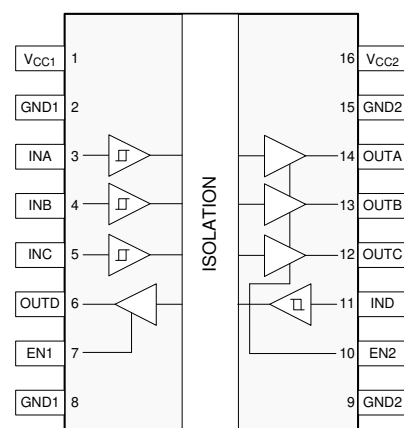 VCC1 1 16 VCC2
GND1 2 15 GND2
INA 3 14 OUTA
INB 4 13 OUTB
INC 5 12 OUTC
OUTD 6 11 IND
EN1 7 10 EN2
GND1 8 9 GND2
ISOLATION